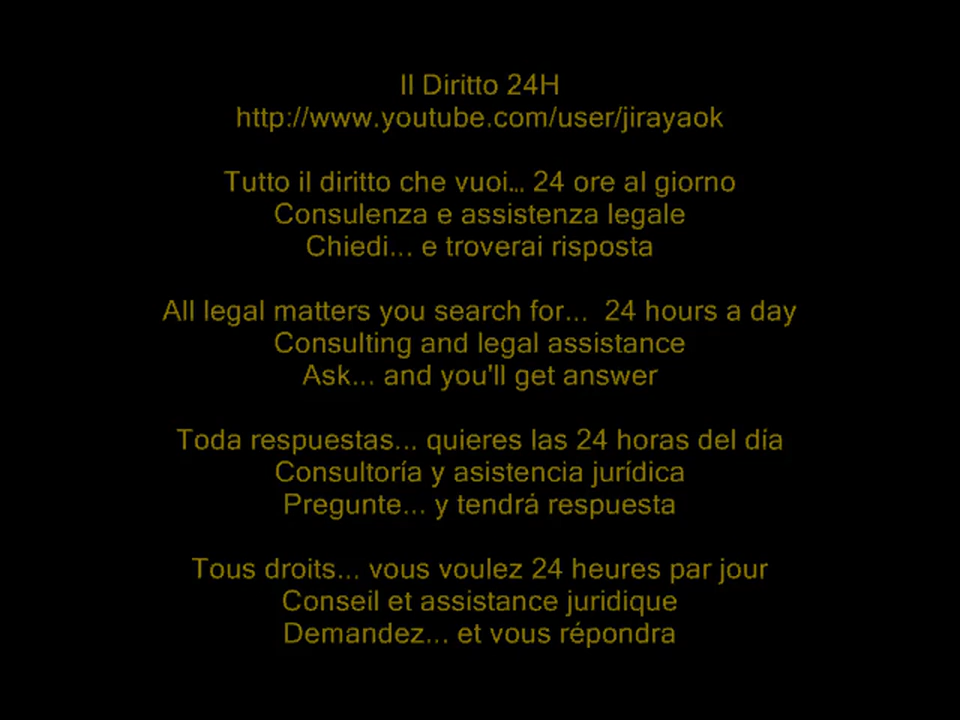 Il Diritto 24H
http://www.youtube.com/user/jirayaok
Tutto il diritto che vuoi... 24 ore al giorno
Consulenza e assistenza legale
Chiedi... e troverai risposta
All legal matters you search for...  24 hours a day
Consulting and legal assistance
Ask... and you'll get answer
Toda respuestas... quieres las 24 horas del dia
Consultoría y asistencia jurídica
Pregunte... y tendrá respuesta
Tous droits... vous voulez 24 heures par jour
Conseil et assistance juridique
Demandez... et vous répondra